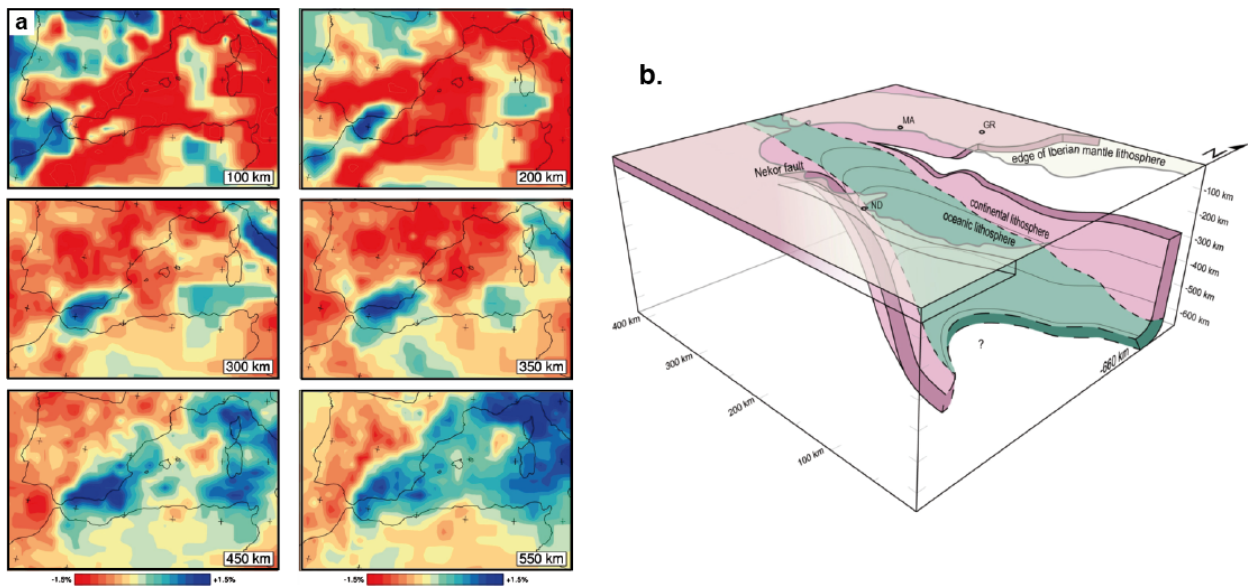 a
100 km
200 km
300 km
350 km
450 km
550 km
-1.5% +1.5%
-1.5% +1.5%
b.
MA
GR
N
edge of Iberian mantle lithosphere
Nekor fault
ND
continental lithosphere
oceanic lithosphere
-100 km
-200 km
-300 km
-400 km
-500 km
-600 km
-660 km
?
400 km
300 km
200 km
100 km